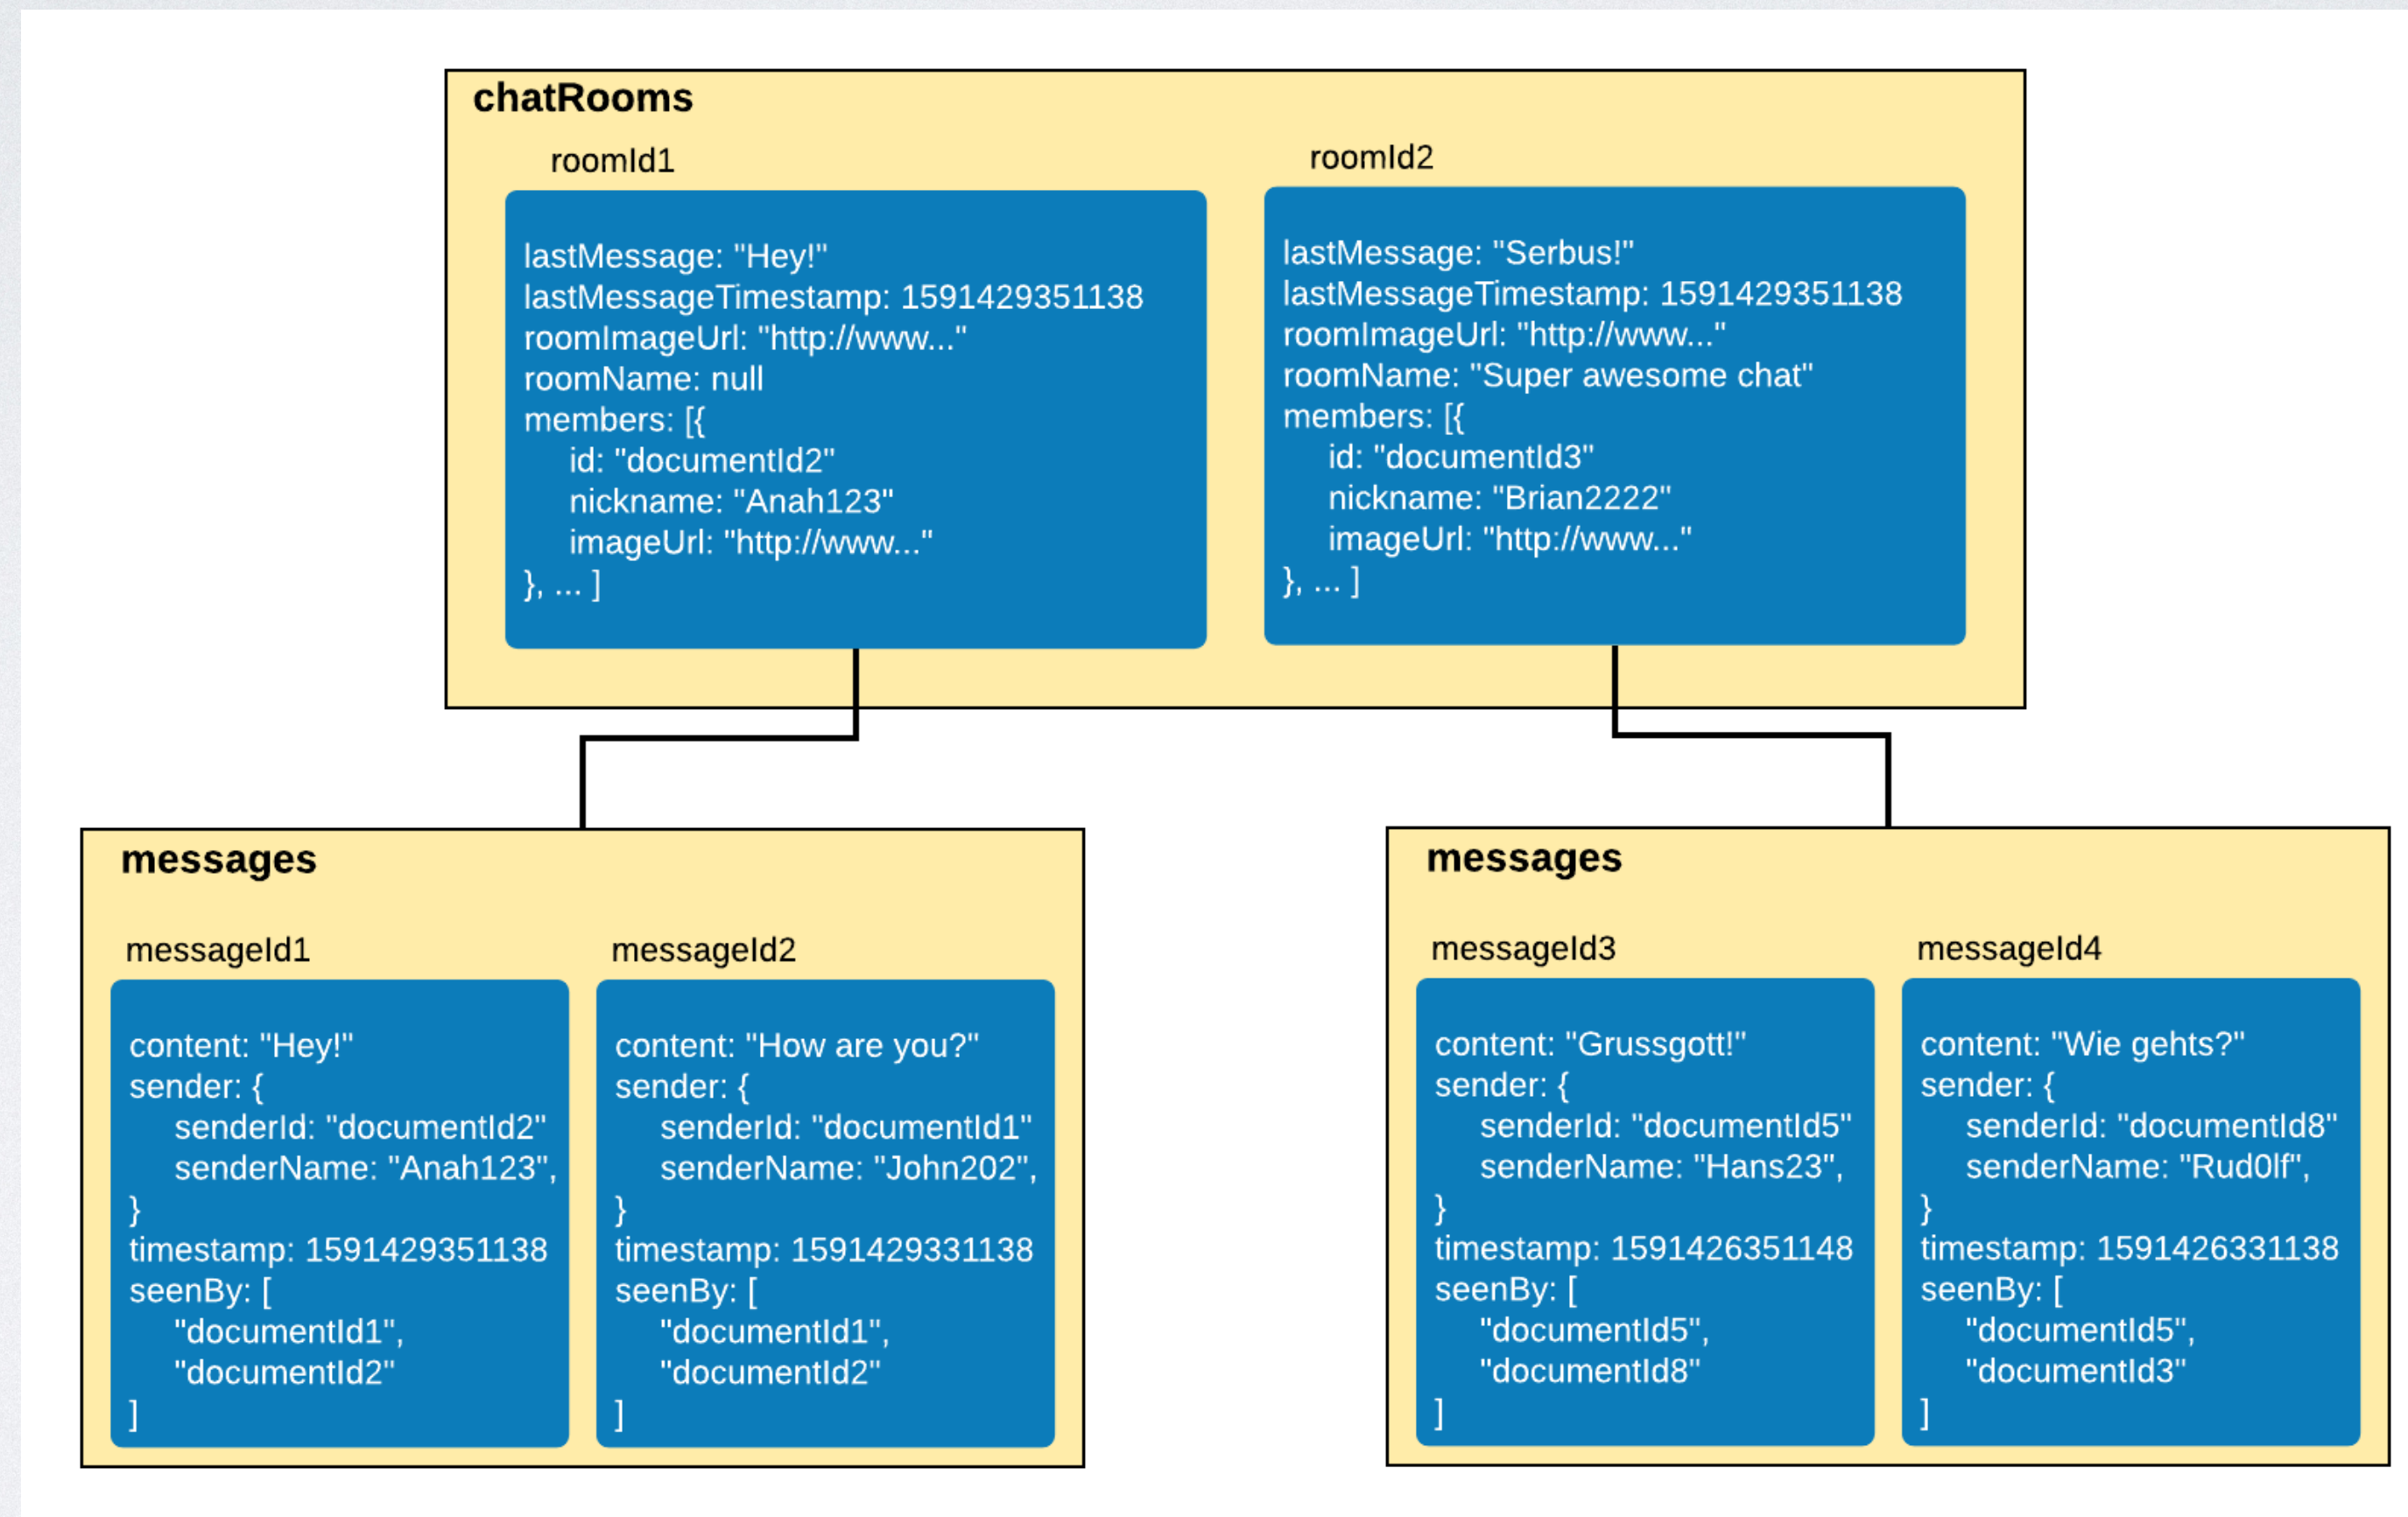 chatRooms
roomId1
lastMessage: "Hey!"
lastMessageTimestamp: 1591429351138
roomImageUrl: "http://www..."
roomName: null
members: [{
id: "documentId2"
nickname: "Anah123"
imageUrl: "http://www..."
}, ... ]
roomId2
lastMessage: "Serbus!"
lastMessageTimestamp: 1591429351138
roomImageUrl: "http://www..."
roomName: "Super awesome chat"
members: [{
id: "documentId3"
nickname: "Brian2222"
imageUrl: "http://www..."
}, ... ]
messages
messageId1
content: "Hey!"
sender: {
senderId: "documentId2"
senderName: "Anah123",
}
timestamp: 1591429351138
seenBy: [
"documentId1",
"documentId2"
]
messageId2
content: "How are you?"
sender: {
senderId: "documentId1"
senderName: "John202",
}
timestamp: 1591429331138
seenBy: [
"documentId1",
"documentId2"
]
messages
messageId3
content: "Grussgott!"
sender: {
senderId: "documentId5"
senderName: "Hans23",
}
timestamp: 1591426351148
seenBy: [
"documentId5",
"documentId8"
]
messageId4
content: "Wie gehts?"
sender: {
senderId: "documentId8"
senderName: "Rud0lf",
}
timestamp: 1591426331138
seenBy: [
"documentId5",
"documentId3"
]